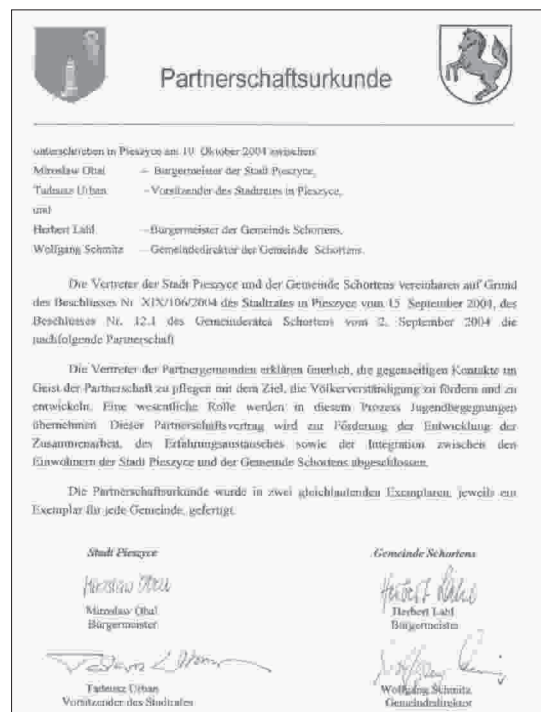 Partnerschaftsurkunde
unterschrieben in Pieszyce am 10. Oktober 2004 zwischen
Mirosław Obal – Bürgermeister der Stadt Pieszyce,
Tadeusz Urban – Vorsitzender des Stadtrates in Pieszyce,
und
Herbert Lahl – Bürgermeister der Gemeinde Schortens,
Wolfgang Schmitz – Gemeindedirektor der Gemeinde Schortens.
Die Vertreter der Stadt Pieszyce und der Gemeinde Schortens vereinbaren auf Grund
des Beschlusses Nr. XIX/106/2004 des Stadtrates in Pieszyce vom 15. September 2004, des
Beschlusses Nr. 12.1 des Gemeinderates Schortens vom 2. September 2004 die
nachfolgende Partnerschaft
Die Vertreter der Partnergemeinden erklären feierlich, die gegenseitigen Kontakte im
Geist der Partnerschaft zu pflegen mit dem Ziel, die Völkerverständigung zu fördern und zu
entwickeln. Eine wesentliche Rolle werden in diesem Prozess Jugendbegegnungen
übernehmen. Dieser Partnerschaftsvertrag wird zur Förderung der Entwicklung der
Zusammenarbeit, des Erfahrungsaustausches sowie der Integration zwischen den
Einwohnern der Stadt Pieszyce und der Gemeinde Schortens abgeschlossen.
Die Partnerschaftsurkunde wurde in zwei gleichlautenden Exemplaren, jeweils ein
Exemplar für jede Gemeinde, gefertigt.
Stadt Pieszyce
Mirosław Obal
Mirosław Obal
Bürgermeister
Tadeusz Urban
Tadeusz Urban
Vorsitzender des Stadtrates
Gemeinde Schortens
Herbert Lahl
Herbert Lahl
Bürgermeister
Wolfgang Schmitz
Gemeindedirektor